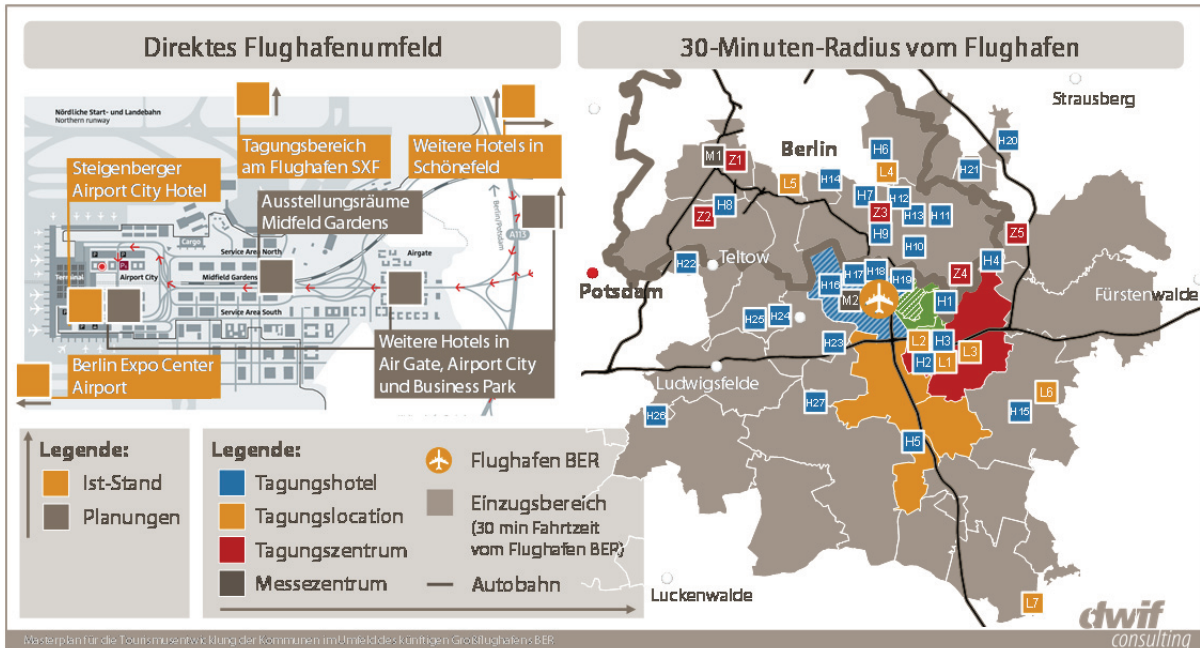 Direktes Flughafenumfeld
Nördliche Start- und Landebahn
Northern runway
Steigenberger
Airport City Hotel
Tagungsbereich
am Flughafen SXF
Weitere Hotels in
Schönefeld
Ausstellungsräume
Midfeld Gardens
Cargo
Service Area North
Terminal
Airport City
Midfield Gardens
Service Area South
Airgate
Berlin/Potsdam
A113
P
P
P
Berlin Expo Center
Airport
Weitere Hotels in
Air Gate, Airport City
und Business Park
Legende:
Ist-Stand
Planungen
Legende:
Tagungshotel
Tagungslocation
Tagungszentrum
Messezentrum
Flughafen BER
Einzugsbereich
(30 min Fahrtzeit
vom Flughafen BER)
Autobahn
30-Minuten-Radius vom Flughafen
Strausberg
Berlin
H20
H6
M1
Z1
L4
H21
L5
H14
H7
H12
Z2
H8
Z3
H13
H11
H9
Z5
H10
Teltow
H22
H4
Z4
H18
H17
H19
H16
Potsdam
M2
H1
Fürstenwalde
H25
H24
H23
L2
H3
L3
H2
L1
Ludwigsfelde
L6
H27
H15
H26
H5
Luckenwalde
L7
dwif
consulting
Masterplan für die Tourismusentwicklung der Kommunen im Umfeld des künftigen Großflughafens BER